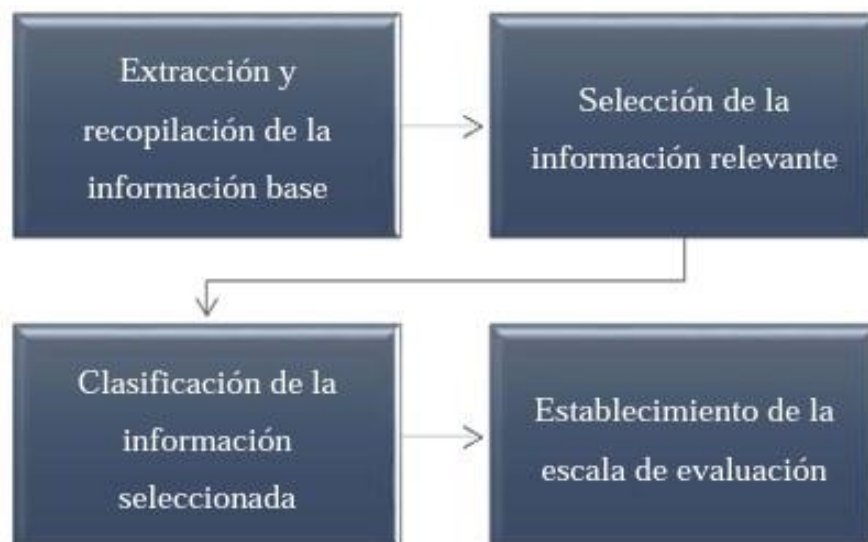 Extracción y
recopilación de la
información base
Selección de la
información relevante
Clasificación de la
información
seleccionada
Establecimiento de la
escala de evaluación